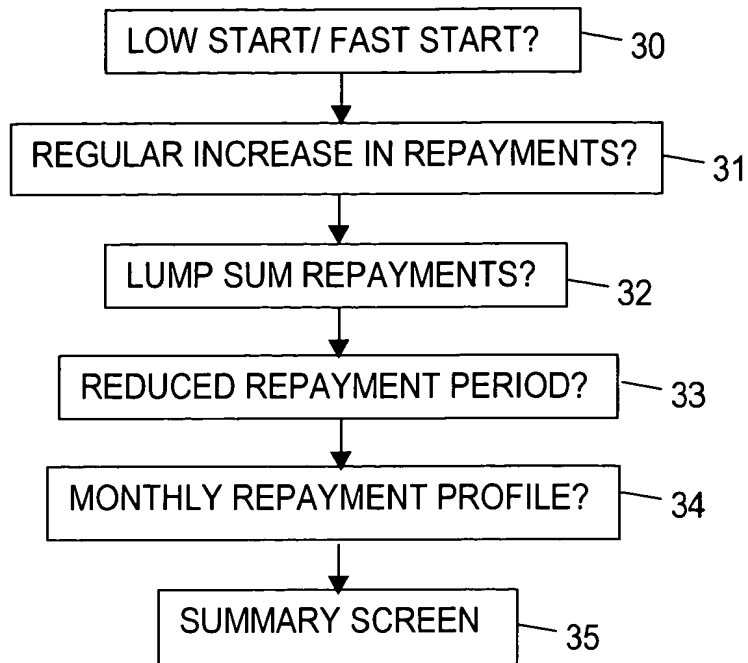 LOW START/ FAST START?
30
REGULAR INCREASE IN REPAYMENTS?
31
LUMP SUM REPAYMENTS?
32
REDUCED REPAYMENT PERIOD?
33
MONTHLY REPAYMENT PROFILE?
34
SUMMARY SCREEN
35